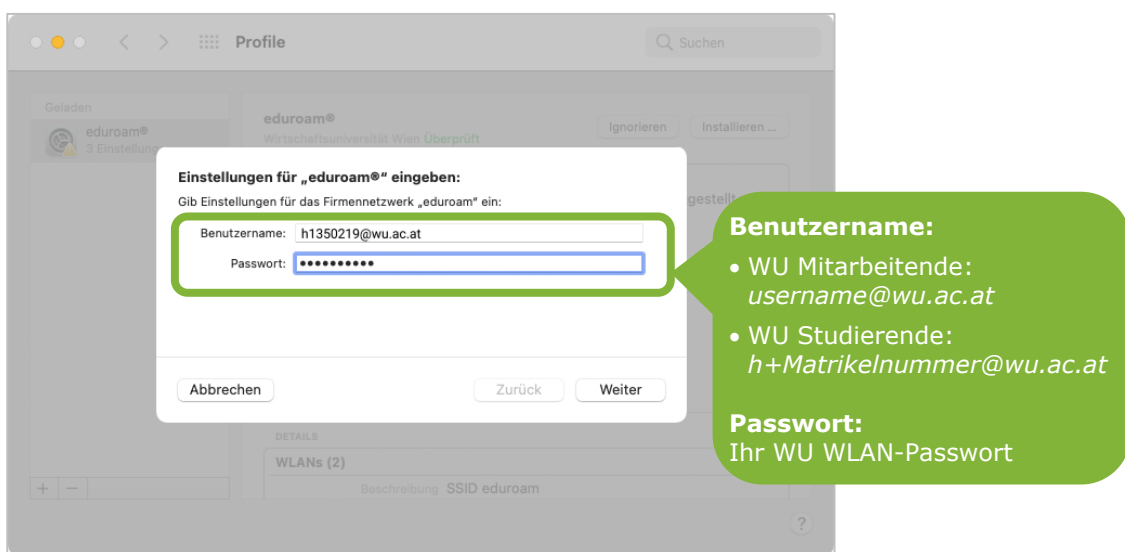 Profile
Suchen
Geladen
eduroam®
3 Einstellung
eduroam®
Wirtschaftsuniversität Wien Überprüft
Ignorieren
Installieren ...
gestellt
Einstellungen für „eduroam®“ eingeben:
Gib Einstellungen für das Firmennetzwerk „eduroam“ ein:
Benutzername: h1350219@wu.ac.at
Passwort: ••••••••••
Abbrechen
Zurück
Weiter
Benutzername:
• WU Mitarbeitende:
username@wu.ac.at
• WU Studierende:
h+Matrikelnummer@wu.ac.at
Passwort:
Ihr WU WLAN-Passwort
DETAILS
WLANs (2)
Beschreibung SSID eduroam
+ −
?